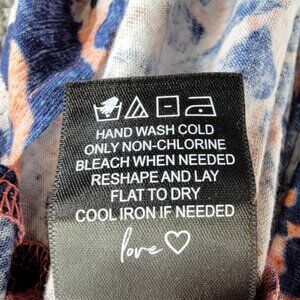 HAND WASH COLD
ONLY NON-CHLORINE
BLEACH WHEN NEEDED
RESHAPE AND LAY
FLAT TO DRY
COOL IRON IF NEEDED
love ♡